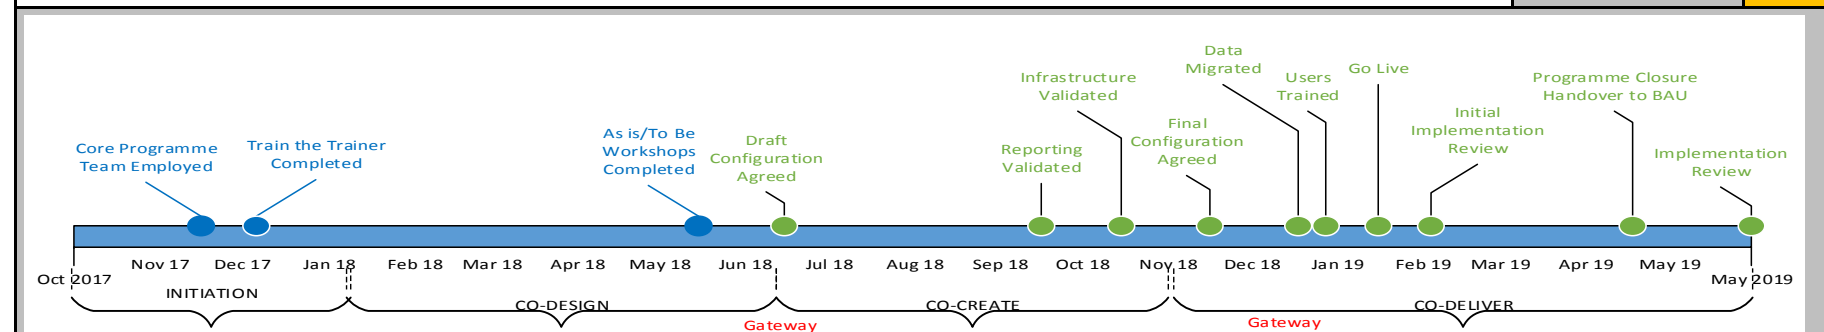 Data
Migrated
Users
Trained
Go Live
Infrastructure
Validated
Programme Closure
Handover to BAU
Core Programme
Team Employed
Train the Trainer
Completed
As is/To Be
Workshops
Completed
Draft
Configuration
Agreed
Reporting
Validated
Final
Configuration
Agreed
Initial
Implementation
Review
Implementation
Review
Oct 2017 Nov 17 Dec 17 Jan 18 Feb 18 Mar 18 Apr 18 May 18 Jun 18 Jul 18 Aug 18 Sep 18 Oct 18 Nov 18 Dec 18 Jan 19 Feb 19 Mar 19 Apr 19 May 19 May 2019
INITIATION CO-DESIGN CO-CREATE CO-DELIVER
Gateway Gateway